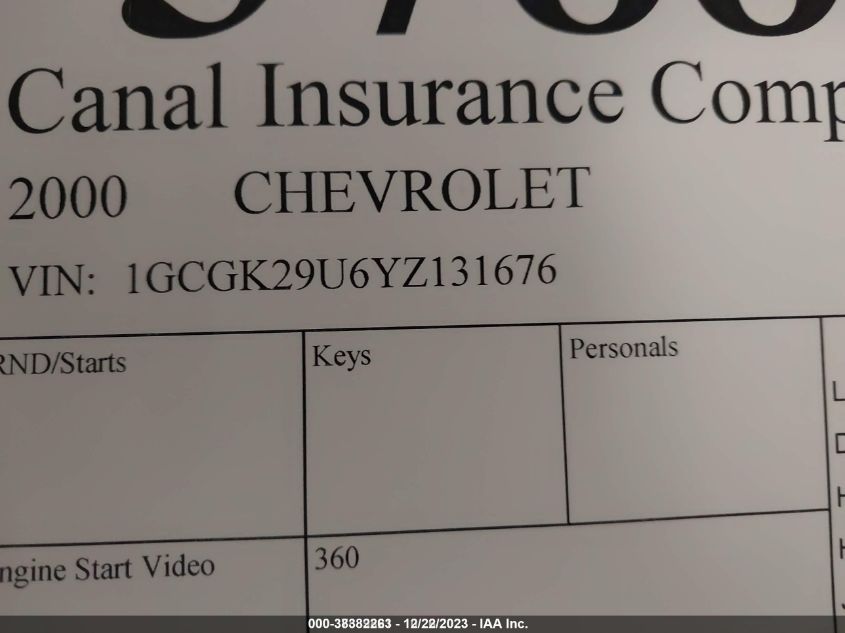 Canal Insurance Comp
2000 CHEVROLET
VIN: 1GCGK29U6YZ131676
RND/Starts
Keys
Personals
ngine Start Video
360
12/22/2023 - IAA Inc.